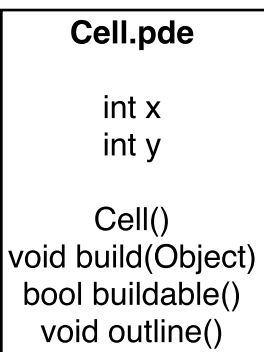 Cell.pde
int x
int y
Cell()
void build(Object)
bool buildable()
void outline()